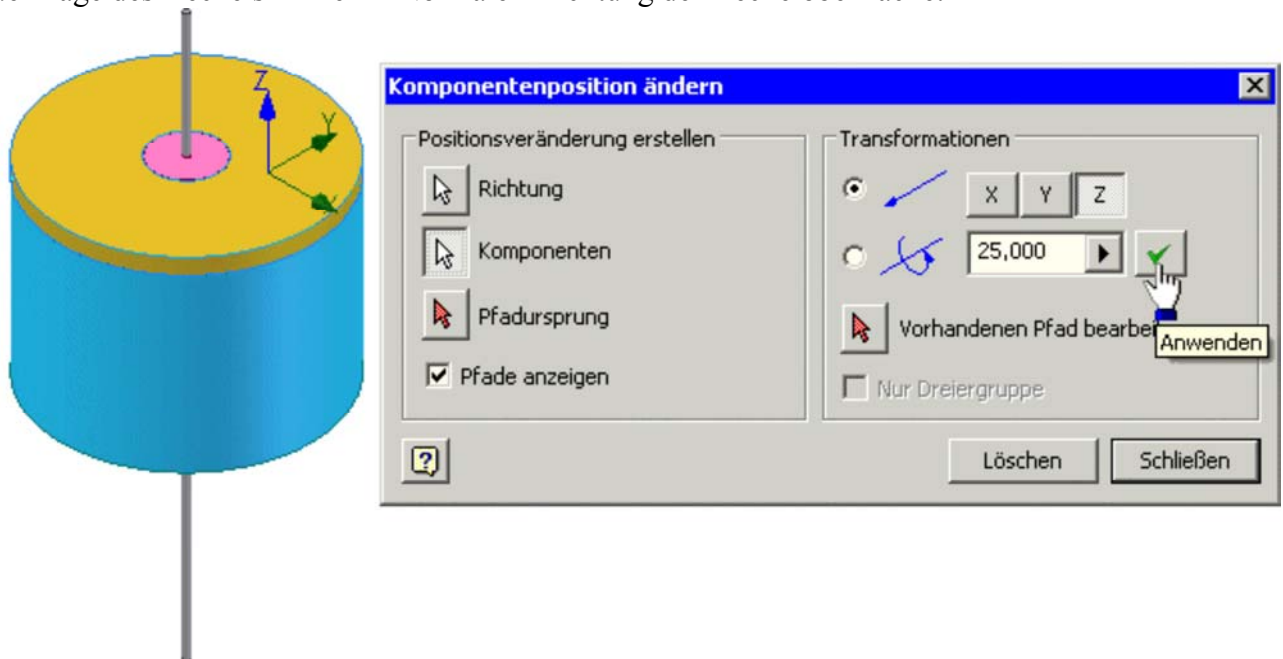 Komponentenposition ändern
Positionsveränderung erstellen
Richtung
Komponenten
Pfadursprung
Pfade anzeigen
Transformationen
X Y Z
25,000
Vorhandenen Pfad bearbei
Anwenden
Nur Dreiergruppe
Löschen Schließen
Z
Y